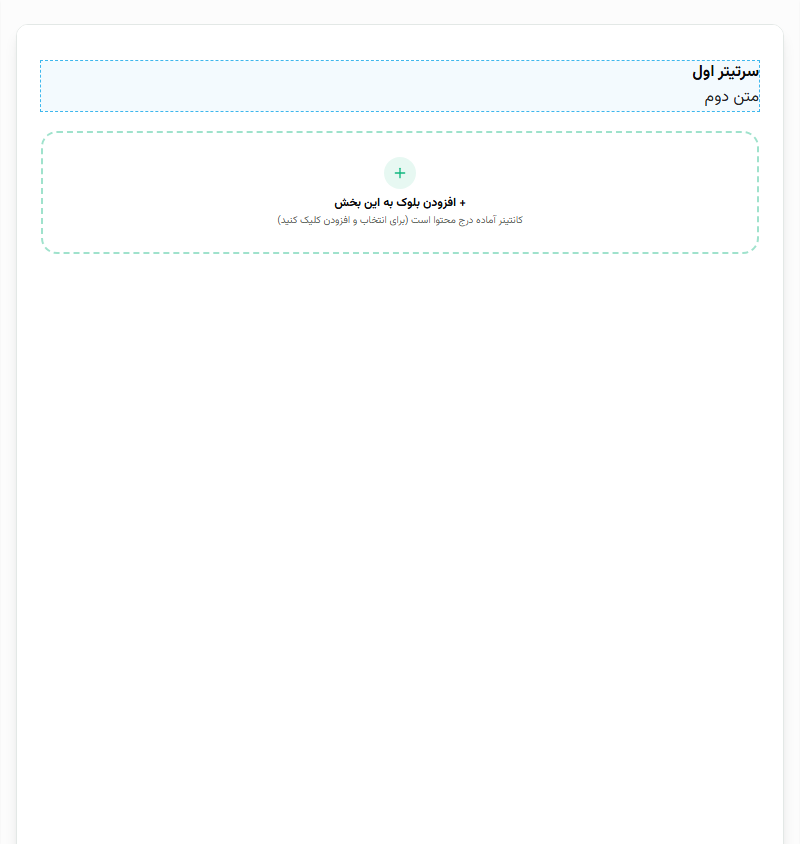 سرتیتر اول
متن دوم
+ افزودن بلوک به این بخش
کانتینر آماده درج محتوا است (برای انتخاب و افزودن کلیک کنید)